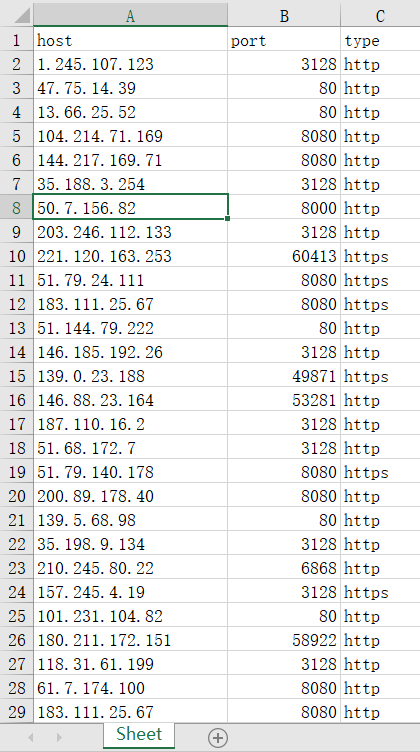 A B C
1 host port type
2 1.245.107.123 3128 http
3 47.75.14.39 80 http
4 13.66.25.52 80 http
5 104.214.71.169 8080 http
6 144.217.169.71 8080 http
7 35.188.3.254 3128 http
8 50.7.156.82 8000 http
9 203.246.112.133 3128 http
10 221.120.163.253 60413 https
11 51.79.24.111 8080 https
12 183.111.25.67 8080 https
13 51.144.79.222 80 http
14 146.185.192.26 3128 http
15 139.0.23.188 49871 https
16 146.88.23.164 53281 http
17 187.110.16.2 3128 http
18 51.68.172.7 3128 http
19 51.79.140.178 8080 https
20 200.89.178.40 8080 http
21 139.5.68.98 80 http
22 35.198.9.134 3128 http
23 210.245.80.22 6868 http
24 157.245.4.19 3128 https
25 101.231.104.82 80 http
26 180.211.172.151 58922 http
27 118.31.61.199 3128 http
28 61.7.174.100 8080 http
29 183.111.25.67 8080 http
Sheet